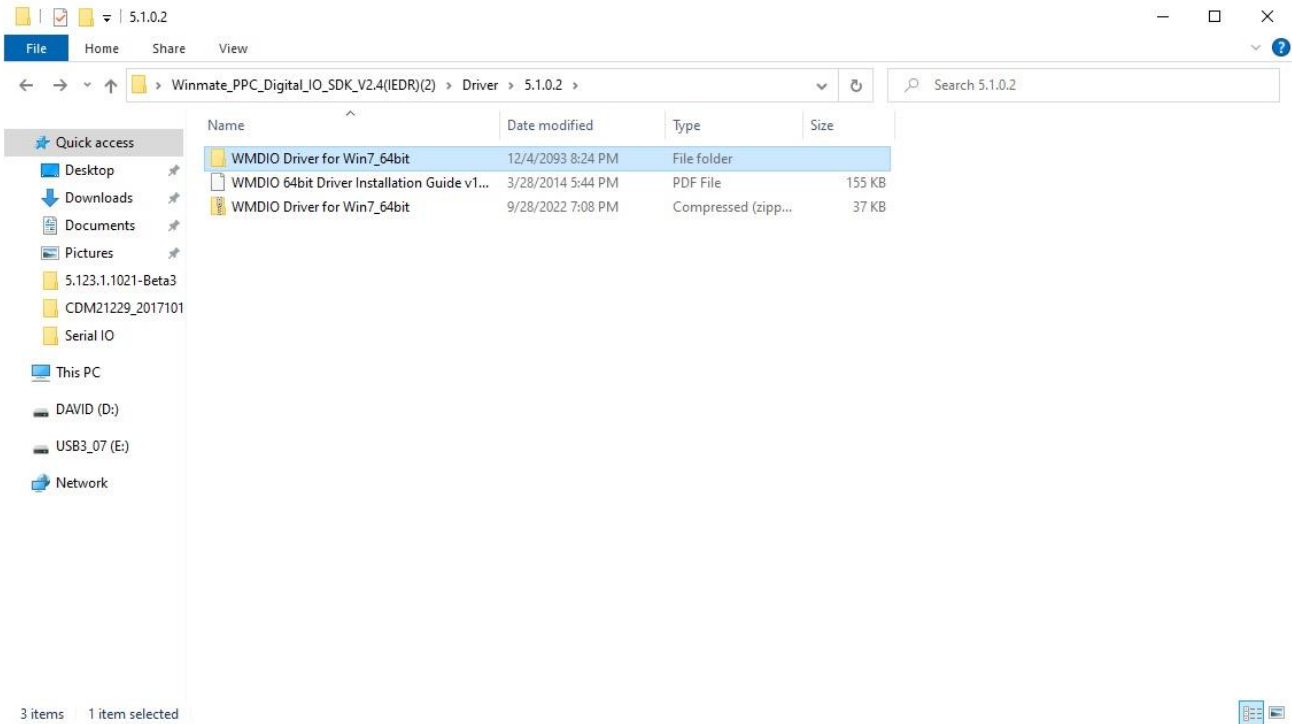 5.1.0.2
File Home Share View
Winmate_PPC_Digital_IO_SDK_V2.4(IEDR)(2) > Driver > 5.1.0.2 >
Search 5.1.0.2
Name Date modified Type Size
WMDIO Driver for Win7_64bit 12/4/2093 8:24 PM File folder
WMDIO 64bit Driver Installation Guide v1... 3/28/2014 5:44 PM PDF File 155 KB
WMDIO Driver for Win7_64bit 9/28/2022 7:08 PM Compressed (zipp... 37 KB
Quick access
Desktop
Downloads
Documents
Pictures
5.123.1.1021-Beta3
CDM21229_2017101
Serial IO
This PC
DAVID (D:)
USB3_07 (E:)
Network
3 items 1 item selected